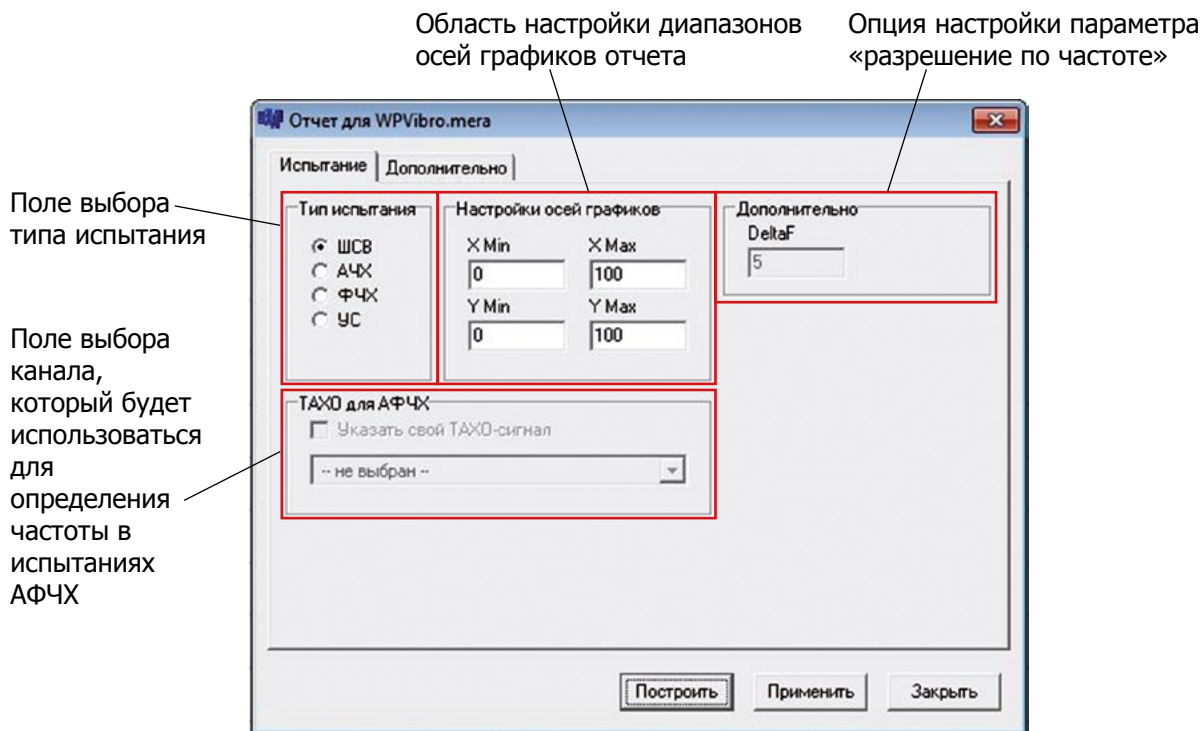 Область настройки диапазонов
осей графиков отчета
Опция настройки параметра
«разрешение по частоте»
Отчет для WPVibro.mera
Испытание
Дополнительно
Поле выбора
типа испытания
Тип испытания
ШСВ
АЧХ
ФЧХ
УС
Настройки осей графиков
X Min
X Max
0
100
Y Min
Y Max
0
100
Дополнительно
DeltaF
5
Поле выбора
канала,
который будет
использоваться
для
определения
частоты в
испытаниях
АФЧХ
ТАХО для АФЧХ
Указать свой ТАХО-сигнал
-- не выбран --
Построить
Применить
Закрыть